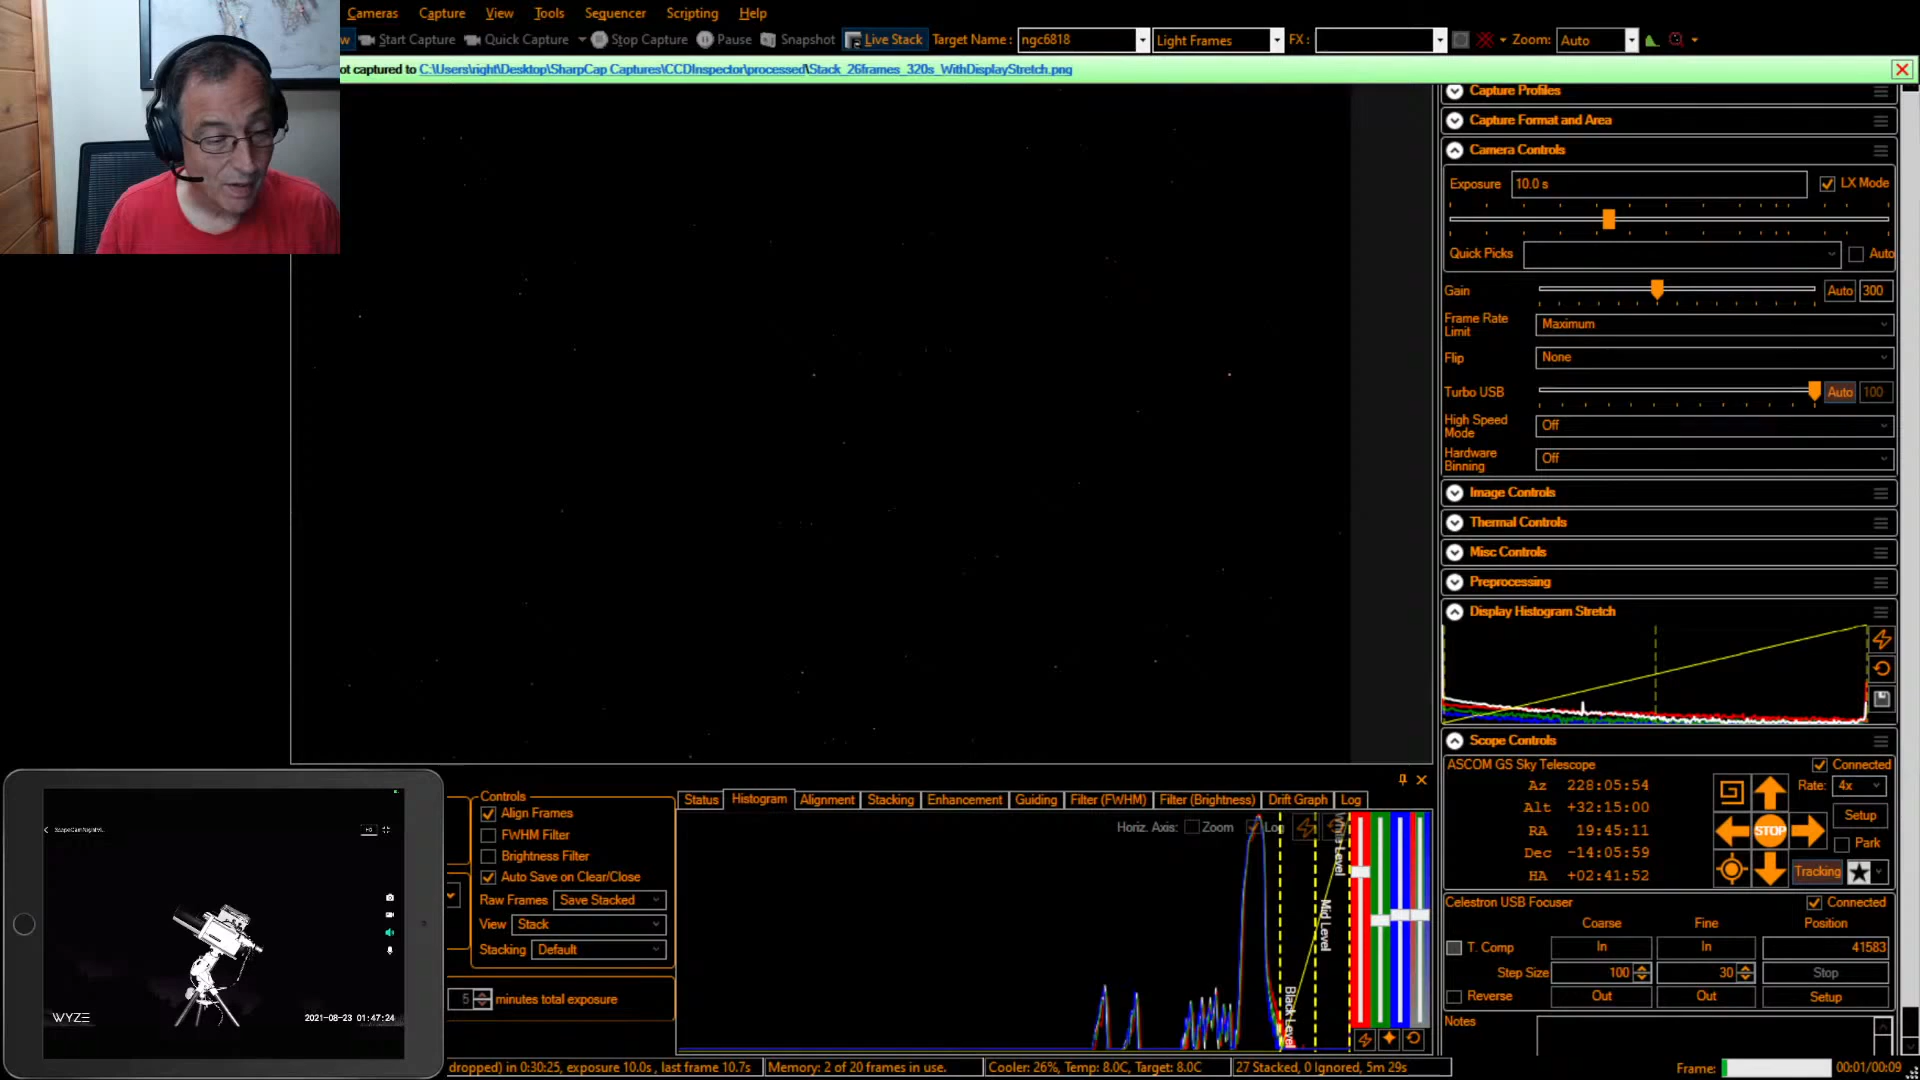 Cameras Capture View Tools Sequencer Scripting Help
w Start Capture Quick Capture Stop Capture Pause Snapshot Live Stack Target Name : ngc6818 Light Frames FX : Zoom: Auto
ot captured to C:\Users\right\Desktop\SharpCap Captures\CCDInspector\processed\Stack_26frames_320s_WithDisplayStretch.png
Capture Profiles
Capture Format and Area
Camera Controls
Exposure 10.0 s LX Mode
Quick Picks Auto
Gain Auto 300
Frame Rate Limit Maximum
Flip None
Turbo USB Auto 100
High Speed Mode Off
Hardware Binning Off
Image Controls
Thermal Controls
Misc Controls
Preprocessing
Display Histogram Stretch
Scope Controls
ASCOM GS Sky Telescope Connected
Az 228:05:54 Rate: 4x
Alt +32:15:00 Setup
RA 19:45:11 STOP
Dec -14:05:59 Park
HA +02:41:52 Tracking
Celestron USB Focuser Connected
Coarse Fine Position
T. Comp In In 41583
Step Size 100 30 Stop
Reverse Out Out Setup
Notes
Controls
Align Frames
FWHM Filter
Brightness Filter
Auto Save on Clear/Close
Raw Frames Save Stacked
View Stack
Stacking Default
5 minutes total exposure
Status Histogram Alignment Stacking Enhancement Guiding Filter (FWHM) Filter (Brightness) Drift Graph Log
Horiz. Axis: Zoom Log
White Level
Mid Level
Black Level
WYZE 2021-08-23 01:47:24
dropped) in 0:30:25, exposure 10.0s , last frame 10.7s Memory: 2 of 20 frames in use. Cooler: 26%, Temp: 8.0C, Target: 8.0C 27 Stacked, 0 Ignored, 5m 29s Frame: 00:01/00:09